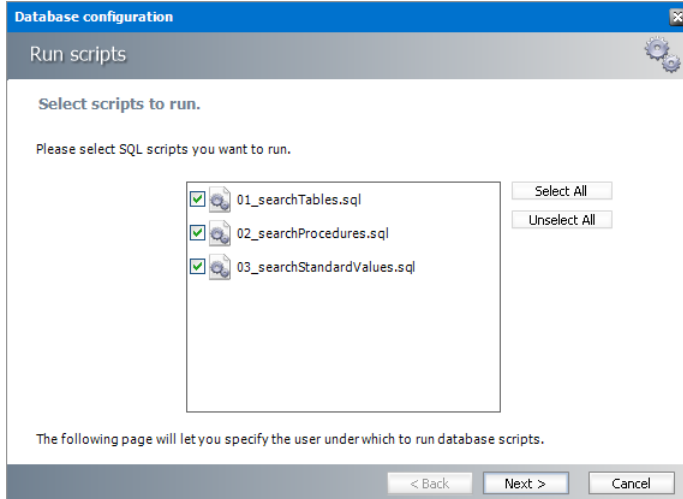 Database configuration
Run scripts
Select scripts to run.
Please select SQL scripts you want to run.
01_searchTables.sql
Select All
02_searchProcedures.sql
Unselect All
03_searchStandardValues.sql
The following page will let you specify the user under which to run database scripts.
< Back Next > Cancel